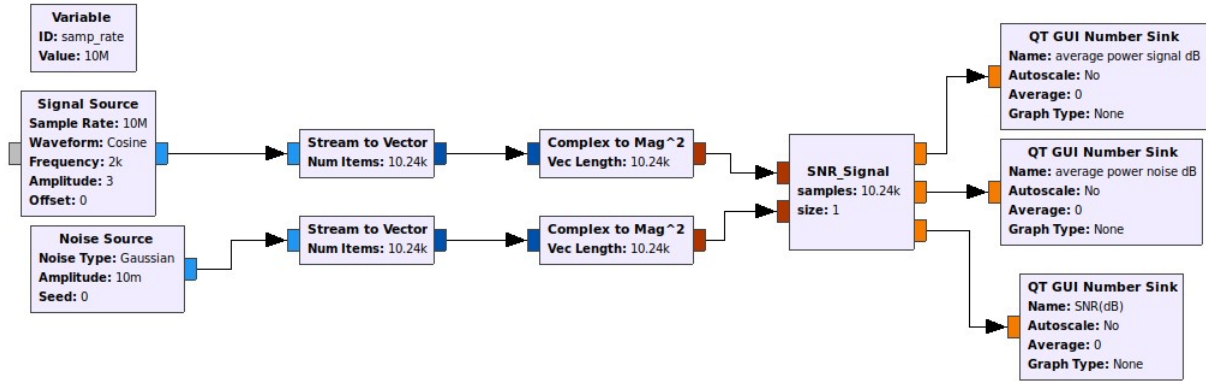 Variable
ID: samp_rate
Value: 10M
Signal Source
Sample Rate: 10M
Waveform: Cosine
Frequency: 2k
Amplitude: 3
Offset: 0
Noise Source
Noise Type: Gaussian
Amplitude: 10m
Seed: 0
Stream to Vector
Num Items: 10.24k
Stream to Vector
Num Items: 10.24k
Complex to Mag^2
Vec Length: 10.24k
Complex to Mag^2
Vec Length: 10.24k
SNR_Signal
samples: 10.24k
size: 1
QT GUI Number Sink
Name: average power signal dB
Autoscale: No
Average: 0
Graph Type: None
QT GUI Number Sink
Name: average power noise dB
Autoscale: No
Average: 0
Graph Type: None
QT GUI Number Sink
Name: SNR(dB)
Autoscale: No
Average: 0
Graph Type: None